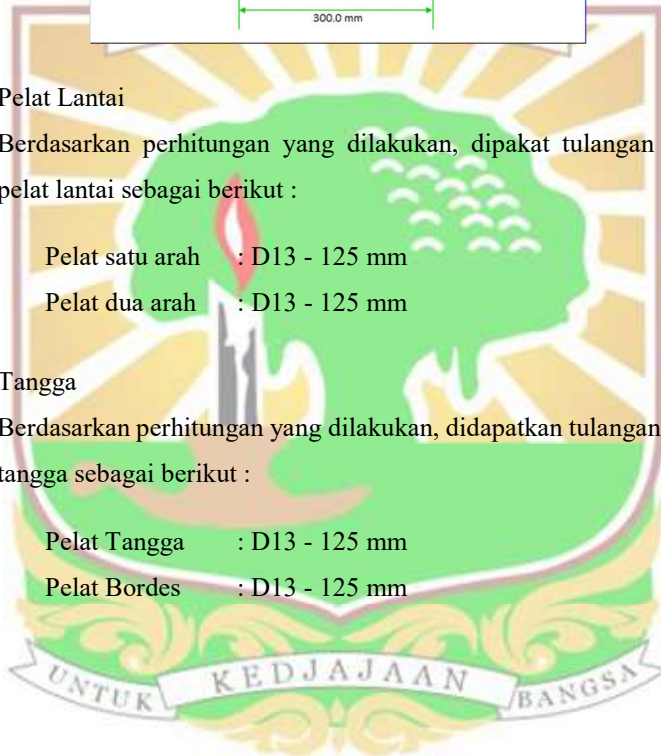 300.0 mm
Pelat Lantai
Berdasarkan perhitungan yang dilakukan, dipakat tulangan
pelat lantai sebagai berikut :
Pelat satu arah : D13 - 125 mm
Pelat dua arah : D13 - 125 mm
Tangga
Berdasarkan perhitungan yang dilakukan, didapatkan tulangan
tangga sebagai berikut :
Pelat Tangga : D13 - 125 mm
Pelat Bordes : D13 - 125 mm
UNTUK KEDJAJAAN BANGSA